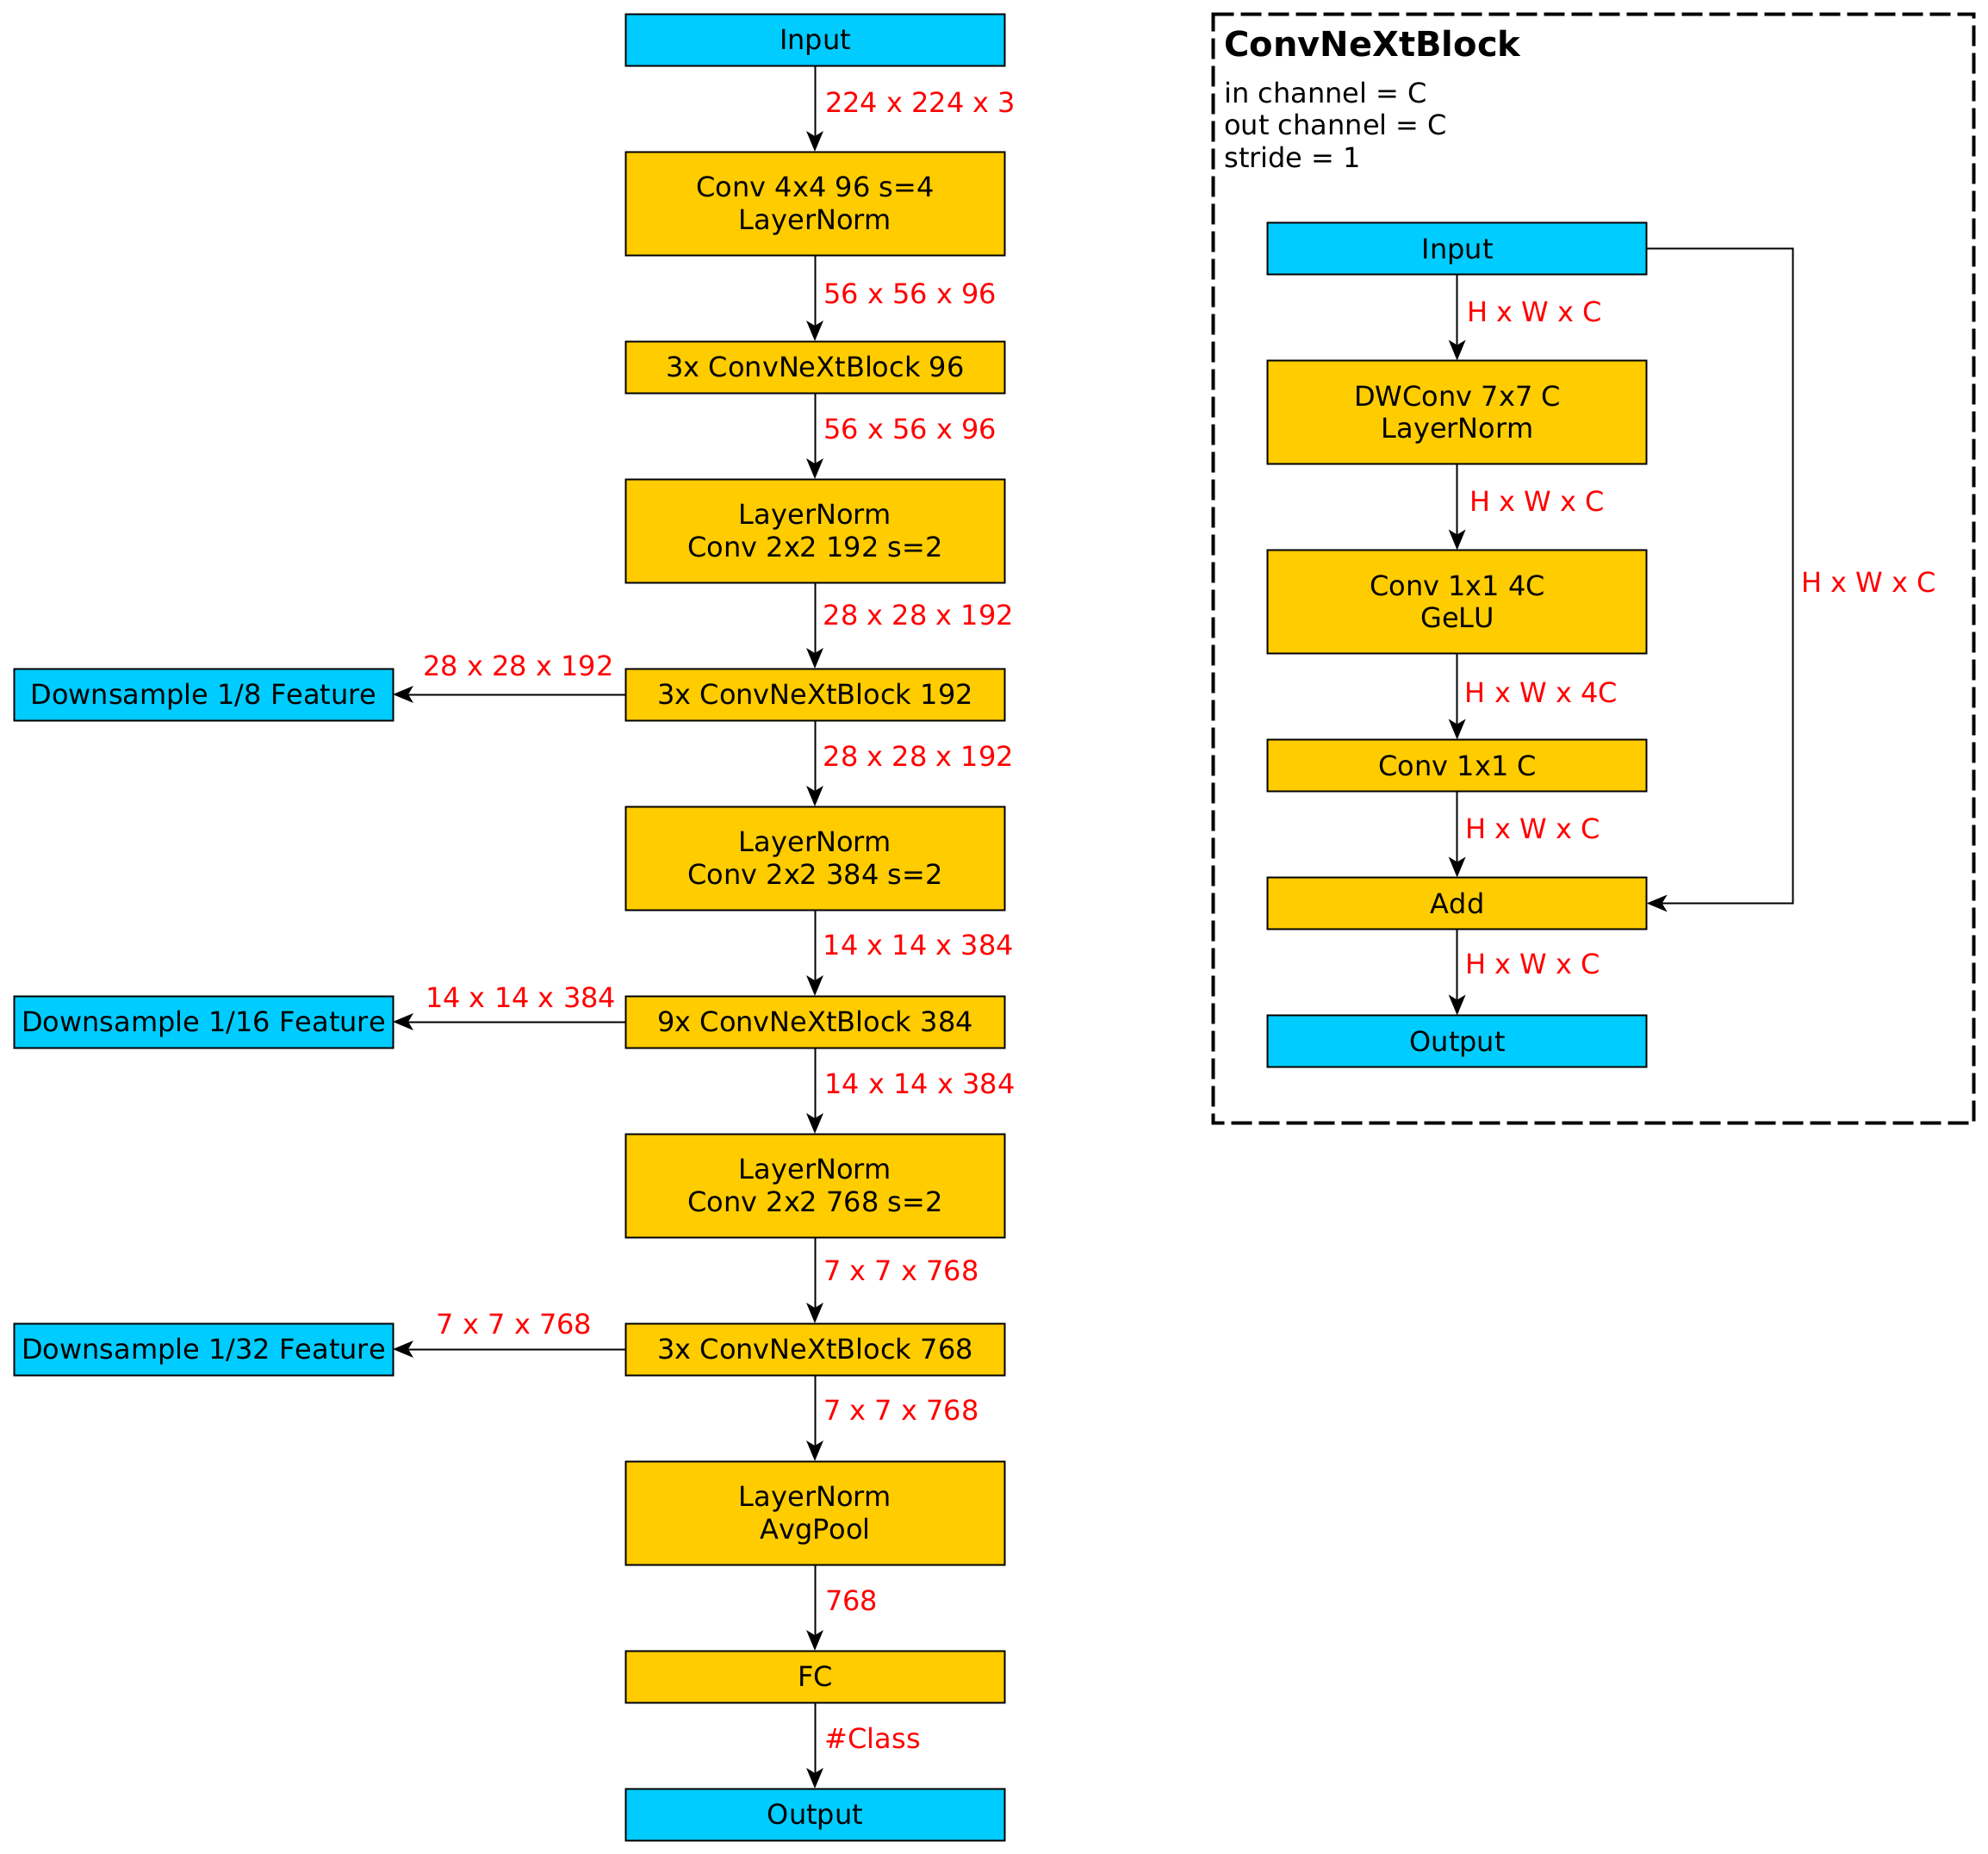 Input
224 x 224 x 3
Conv 4x4 96 s=4
LayerNorm
56 x 56 x 96
3x ConvNeXtBlock 96
56 x 56 x 96
LayerNorm
Conv 2x2 192 s=2
28 x 28 x 192
3x ConvNeXtBlock 192
28 x 28 x 192
Downsample 1/8 Feature
28 x 28 x 192
LayerNorm
Conv 2x2 384 s=2
14 x 14 x 384
9x ConvNeXtBlock 384
14 x 14 x 384
Downsample 1/16 Feature
14 x 14 x 384
LayerNorm
Conv 2x2 768 s=2
7 x 7 x 768
3x ConvNeXtBlock 768
7 x 7 x 768
Downsample 1/32 Feature
7 x 7 x 768
LayerNorm
AvgPool
768
FC
#Class
Output
ConvNeXtBlock
in channel = C
out channel = C
stride = 1
Input
H x W x C
DWConv 7x7 C
LayerNorm
H x W x C
Conv 1x1 4C
GeLU
H x W x C
H x W x 4C
Conv 1x1 C
H x W x C
Add
H x W x C
Output